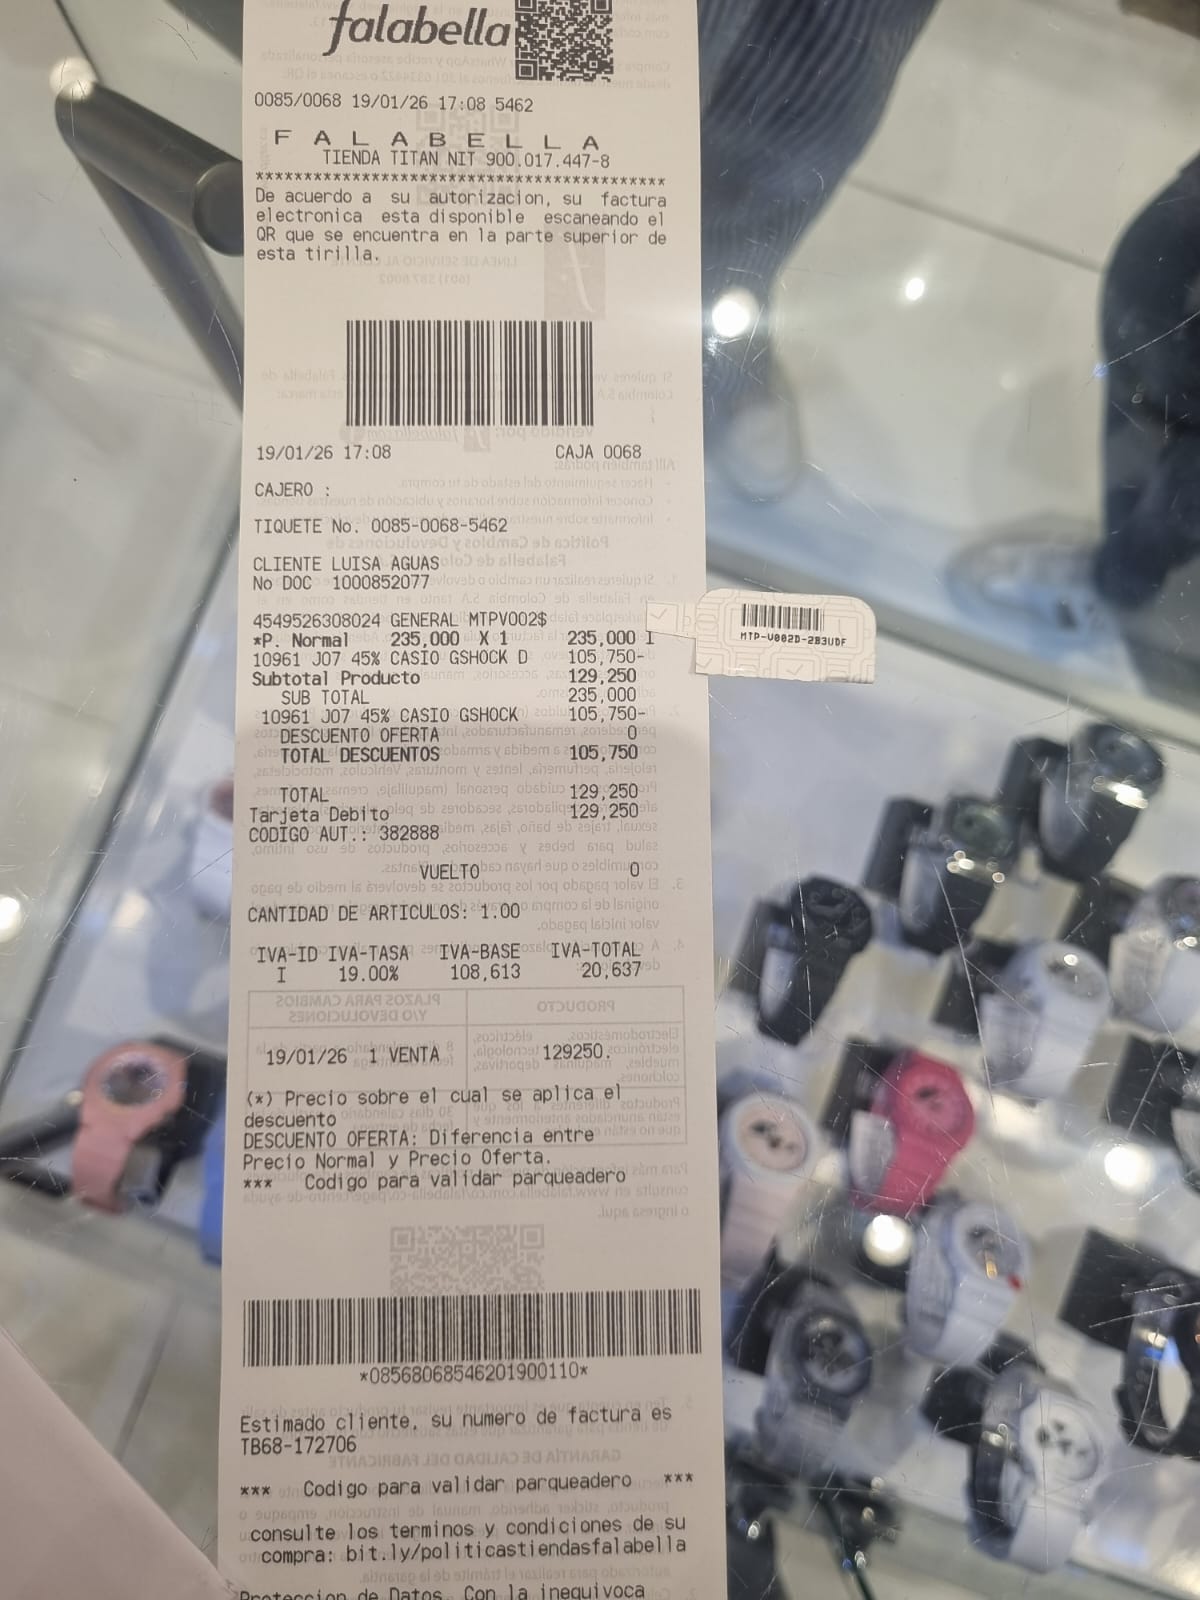 falabella
0085/0068 19/01/26 17:08 5462
F A L A B E L L A
TIENDA TITAN NIT 900.017.447-8
******************************************
De acuerdo a su autorizacion, su factura
electronica esta disponible escaneando el
QR que se encuentra en la parte superior de
esta tirilla.
19/01/26 17:08 CAJA 0068
CAJERO :
TIQUETE No. 0085-0068-5462
CLIENTE LUISA AGUAS
No DOC 1000852077
4549526308024 GENERAL MTPV002$
*P. Normal 235,000 X 1 235,000 I
10961 J07 45% CASIO GSHOCK D 105,750-
Subtotal Producto 129,250
SUB TOTAL 235,000
10961 J07 45% CASIO GSHOCK 105,750-
DESCUENTO OFERTA 0
TOTAL DESCUENTOS 105,750
TOTAL 129,250
Tarjeta Debito 129,250
CODIGO AUT.: 382888
VUELTO 0
CANTIDAD DE ARTICULOS: 1.00
IVA-ID IVA-TASA IVA-BASE IVA-TOTAL
I 19.00% 108,613 20,637
19/01/26 1 VENTA 129250.
(*) Precio sobre el cual se aplica el
descuento
DESCUENTO OFERTA: Diferencia entre
Precio Normal y Precio Oferta.
*** Codigo para validar parqueadero
*08568068546201900110*
Estimado cliente, su numero de factura es
TB68-172706
*** Codigo para validar parqueadero ***
consulte los terminos y condiciones de su
compra: bit.ly/politicastiendasfalabella
Proteccion de Datos. Con la inequivoca
MTP-V002D-2B3UDF